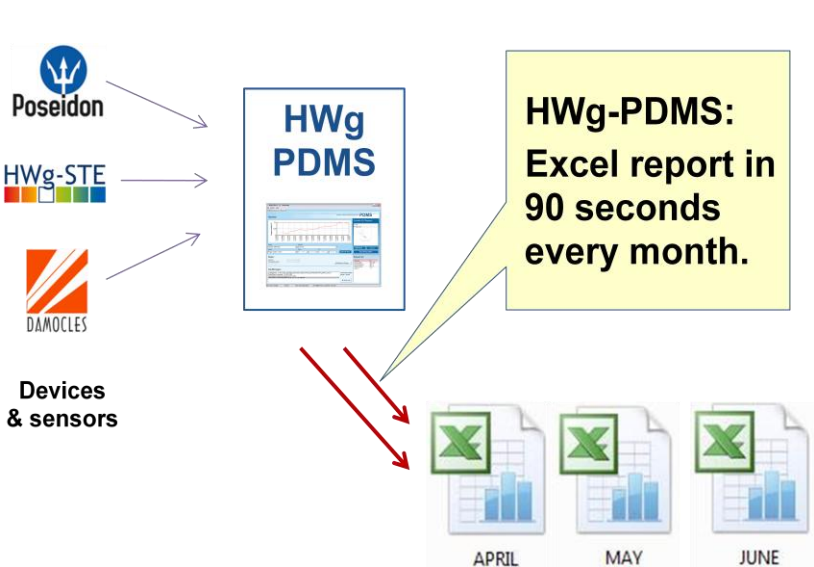 Poseidon
HWg-STE
DAMOCLES
Devices
& sensors
HWg
PDMS
HWg-PDMS:
Excel report in
90 seconds
every month.
APRIL
MAY
JUNE